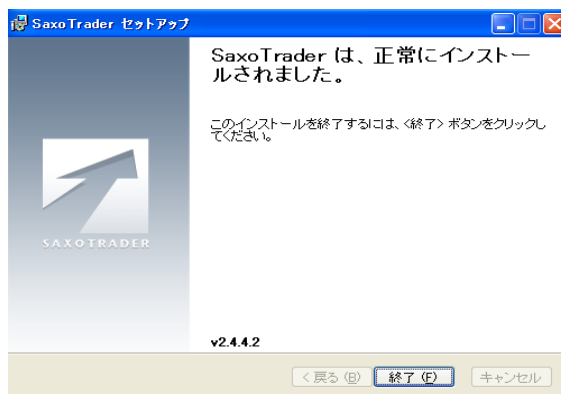 SaxoTrader セットアップ
SaxoTrader は、正常にインストー
ルされました。
このインストールを終了するには、<終了> ボタンをクリックし
てください。
SAXOTRADER
v2.4.4.2
< 戻る (B)
終了 (F)
キャンセル